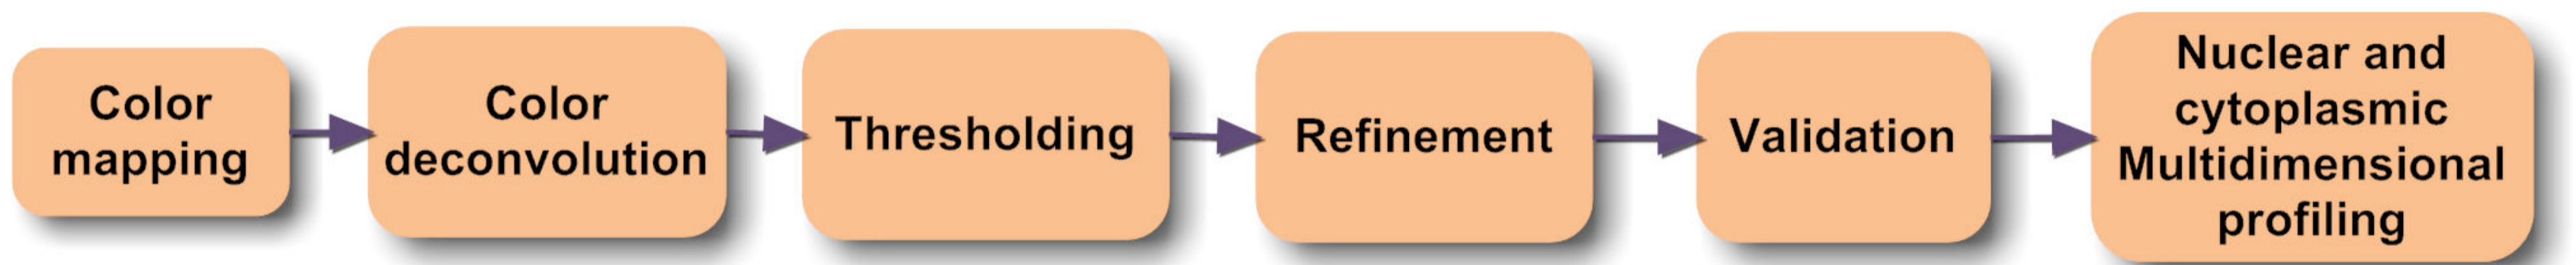 Color
mapping
Color
deconvolution
Thresholding
Refinement
Validation
Nuclear and
cytoplasmic
Multidimensional
profiling